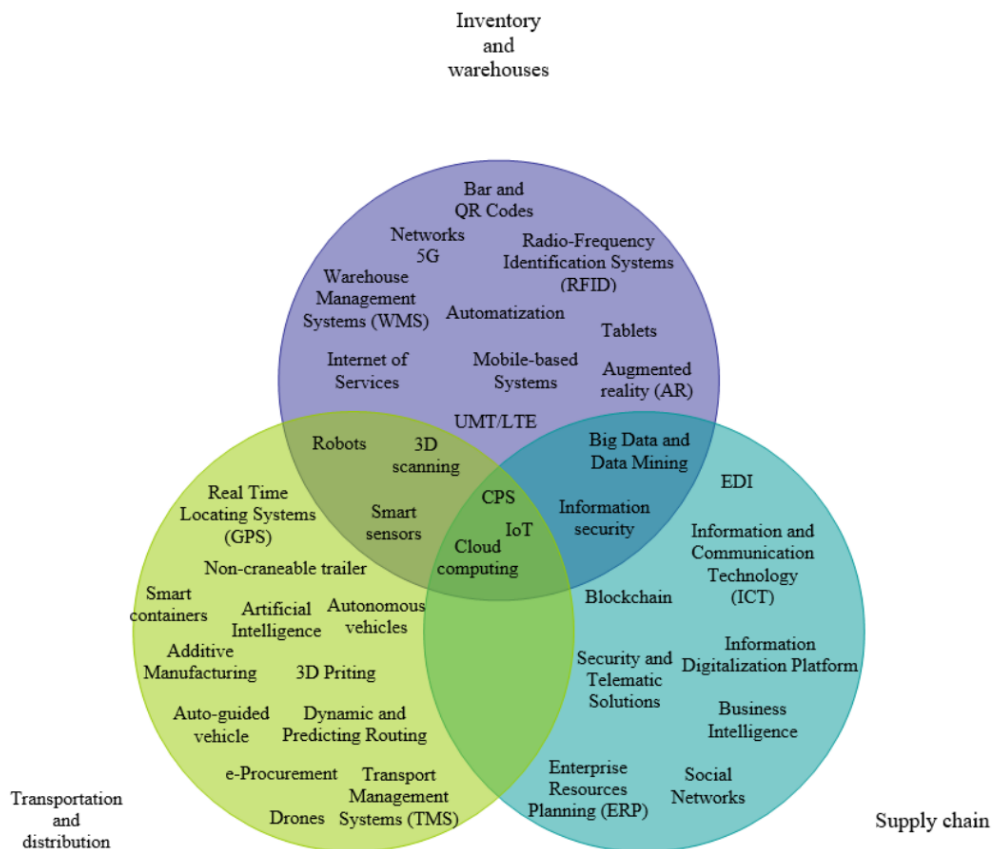 Inventory
and
warehouses
Bar and
QR Codes
Networks
5G
Radio-Frequency
Identification Systems
(RFID)
Warehouse
Management
Systems (WMS)
Automatization
Tablets
Internet of
Services
Mobile-based
Systems
Augmented
reality (AR)
UMT/LTE
Robots
3D
scanning
Big Data and
Data Mining
EDI
Real Time
Locating Systems
(GPS)
Smart
sensors
CPS
IoT
Cloud
computing
Information
security
Information and
Communication
Technology
(ICT)
Non-craneable trailer
Smart
containers
Artificial
Intelligence
Autonomous
vehicles
Blockchain
Additive
Manufacturing
3D Priting
Security and
Telematic
Solutions
Information
Digitalization Platform
Auto-guided
vehicle
Dynamic and
Predicting Routing
Business
Intelligence
e-Procurement
Transport
Management
Systems (TMS)
Drones
Enterprise
Resources
Planning (ERP)
Social
Networks
Transportation
and
distribution
Supply chain